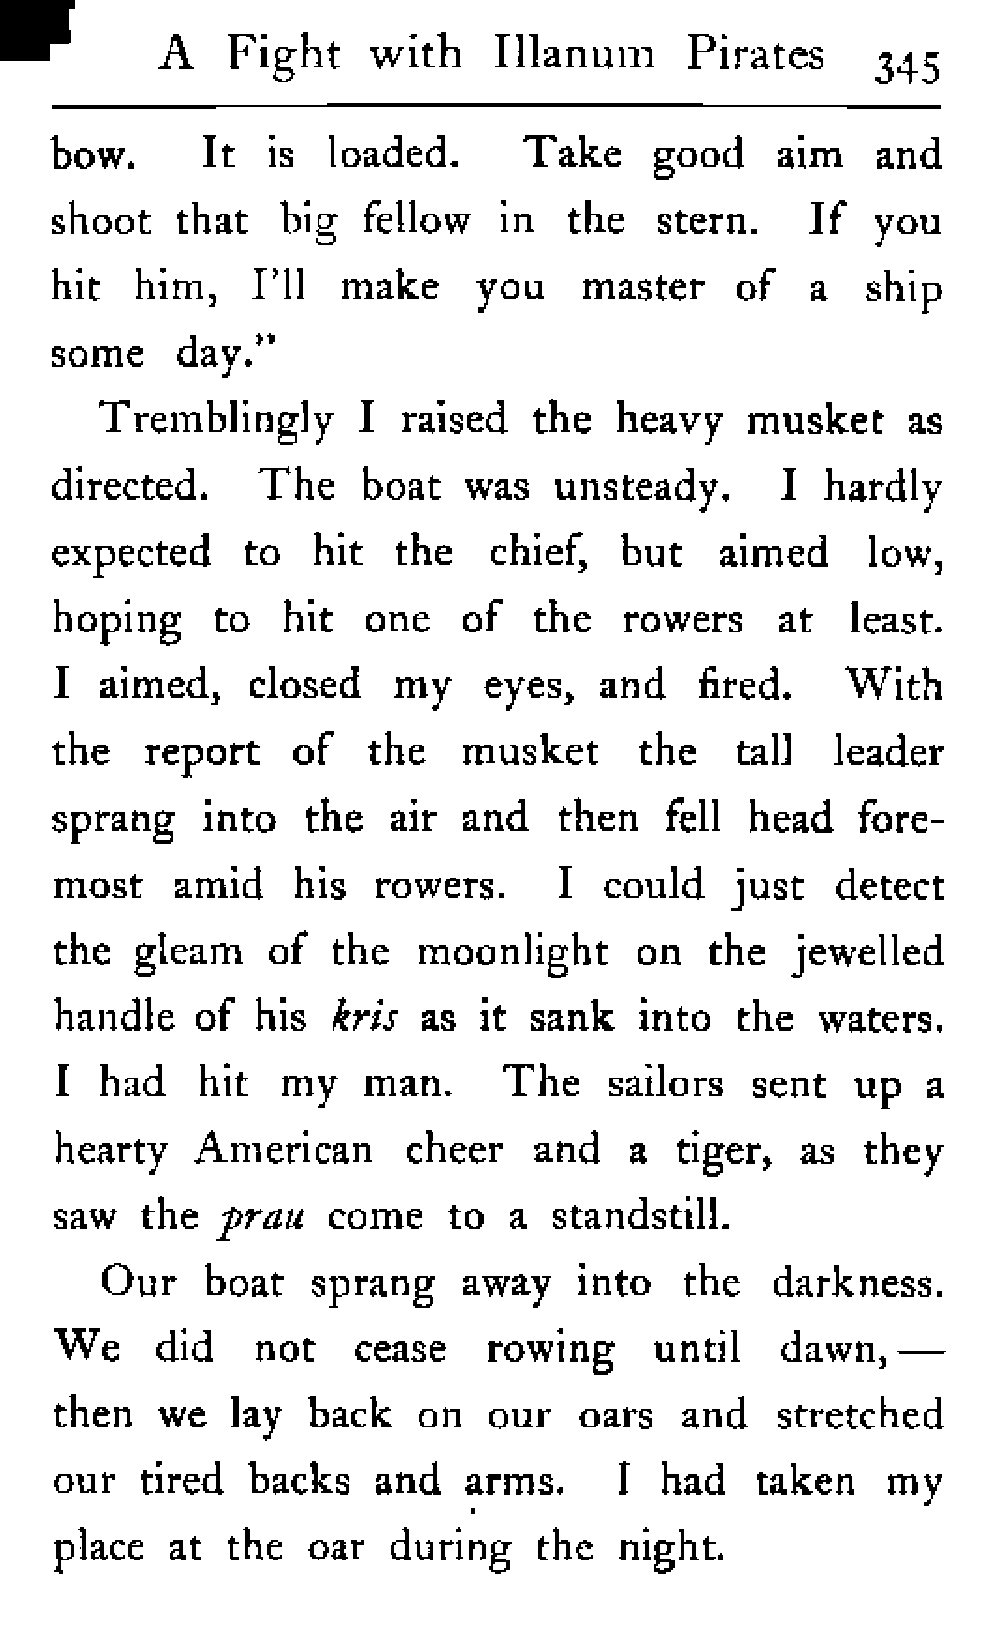 A Fight with Illanum Pirates 345
bow. It is loaded. Take good aim and
shoot that big fellow in the stern. If you
hit him, I'll make you master of a ship
some day."
Tremblingly I raised the heavy musket as
directed. The boat was unsteady. I hardly
expected to hit the chief, but aimed low,
hoping to hit one of the rowers at least.
I aimed, closed my eyes, and fired. With
the report of the musket the tall leader
sprang into the air and then fell head fore-
most amid his rowers. I could just detect
the gleam of the moonlight on the jewelled
handle of his kris as it sank into the waters.
I had hit my man. The sailors sent up a
hearty American cheer and a tiger, as they
saw the prau come to a standstill.
Our boat sprang away into the darkness.
We did not cease rowing until dawn,—
then we lay back on our oars and stretched
our tired backs and arms. I had taken my
place at the oar during the night.